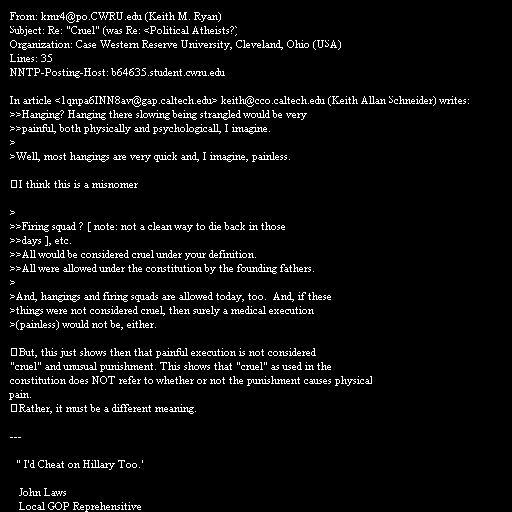 From: kmr4@po.CWRU.edu (Keith M. Ryan)
Subject: Re: "Cruel" (was Re: <Political Atheists?)
Organization: Case Western Reserve University, Cleveland, Ohio (USA)
Lines: 35
NNTP-Posting-Host: b64635.student.cwru.edu

In article <1qnpa6INN8av@gap.caltech.edu> keith@cco.caltech.edu (Keith Allan Schneider) writes:
>>Hanging? Hanging there slowing being strangled would be very
>>painful, both physically and psychologicall, I imagine.
>
>Well, most hangings are very quick and, I imagine, painless.

□I think this is a misnomer

>
>>Firing squad ? [ note: not a clean way to die back in those
>>days ], etc.
>>All would be considered cruel under your definition.
>>All were allowed under the constitution by the founding fathers.
>
>And, hangings and firing squads are allowed today, too.  And, if these
>things were not considered cruel, then surely a medical execution
>(painless) would not be, either.

□But, this just shows then that painful execution is not considered
"cruel" and unusual punishment. This shows that "cruel" as used in the
constitution does NOT refer to whether or not the punishment causes physical
pain.
□Rather, it must be a different meaning.

---

" I'd Cheat on Hillary Too."

John Laws
Local GOP Reprehensitive